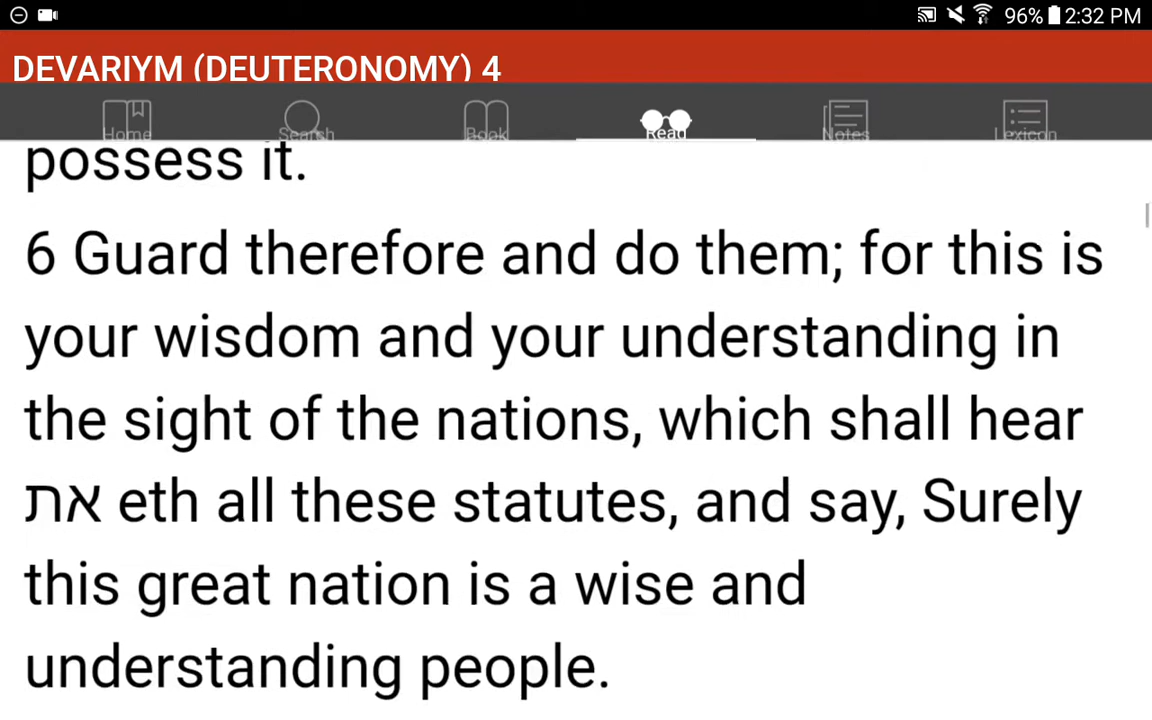 96% 2:32 PM
DEVARIYM (DEUTERONOMY) 4
Home Search Book Read Notes Lexicon
possess it.
6 Guard therefore and do them; for this is
your wisdom and your understanding in
the sight of the nations, which shall hear
את eth all these statutes, and say, Surely
this great nation is a wise and
understanding people.